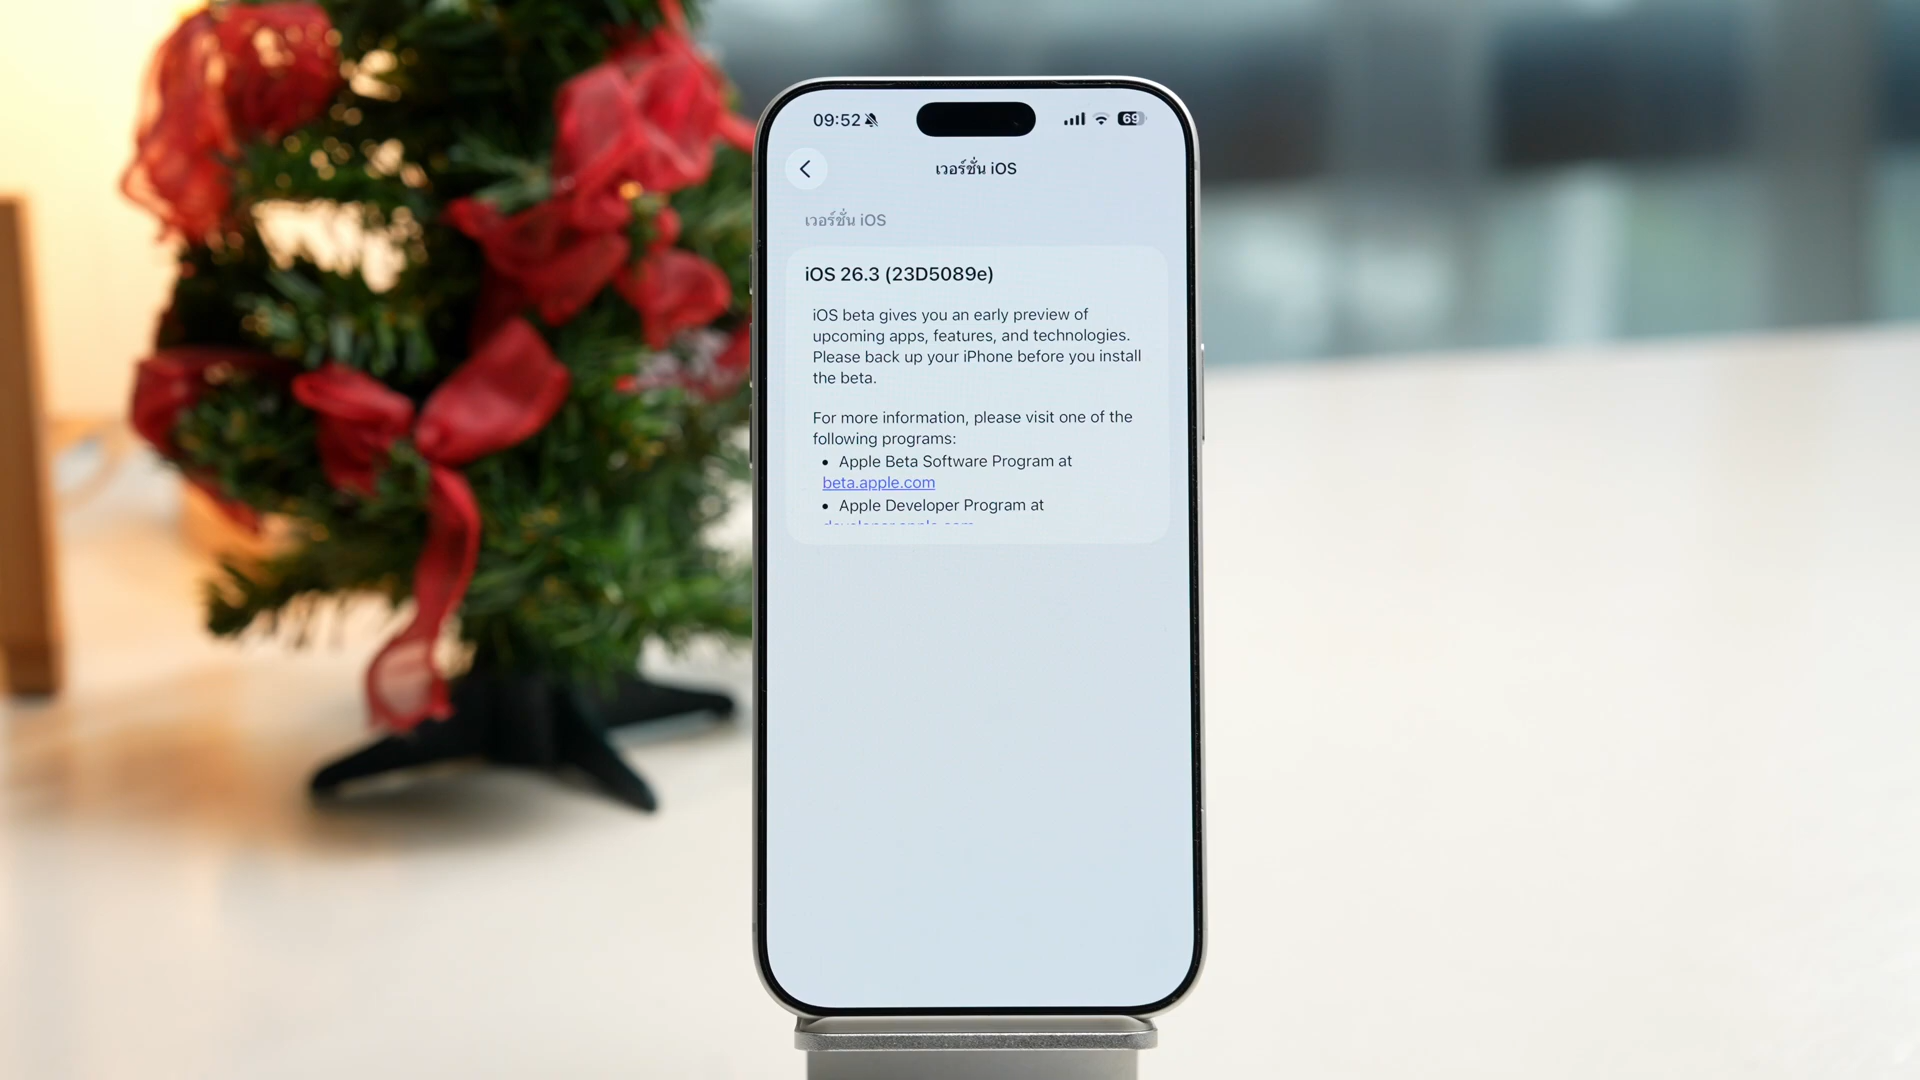 09:52
69
เวอร์ชั่น iOS
เวอร์ชั่น iOS
iOS 26.3 (23D5089e)
iOS beta gives you an early preview of
upcoming apps, features, and technologies.
Please back up your iPhone before you install
the beta.
For more information, please visit one of the
following programs:
• Apple Beta Software Program at
beta.apple.com
• Apple Developer Program at